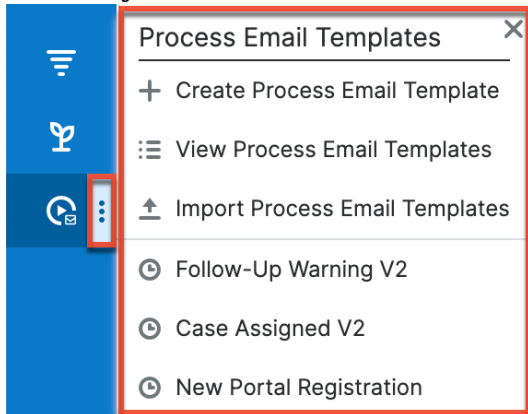 Process Email Templates
Create Process Email Template
View Process Email Templates
Import Process Email Templates
Follow-Up Warning V2
Case Assigned V2
New Portal Registration